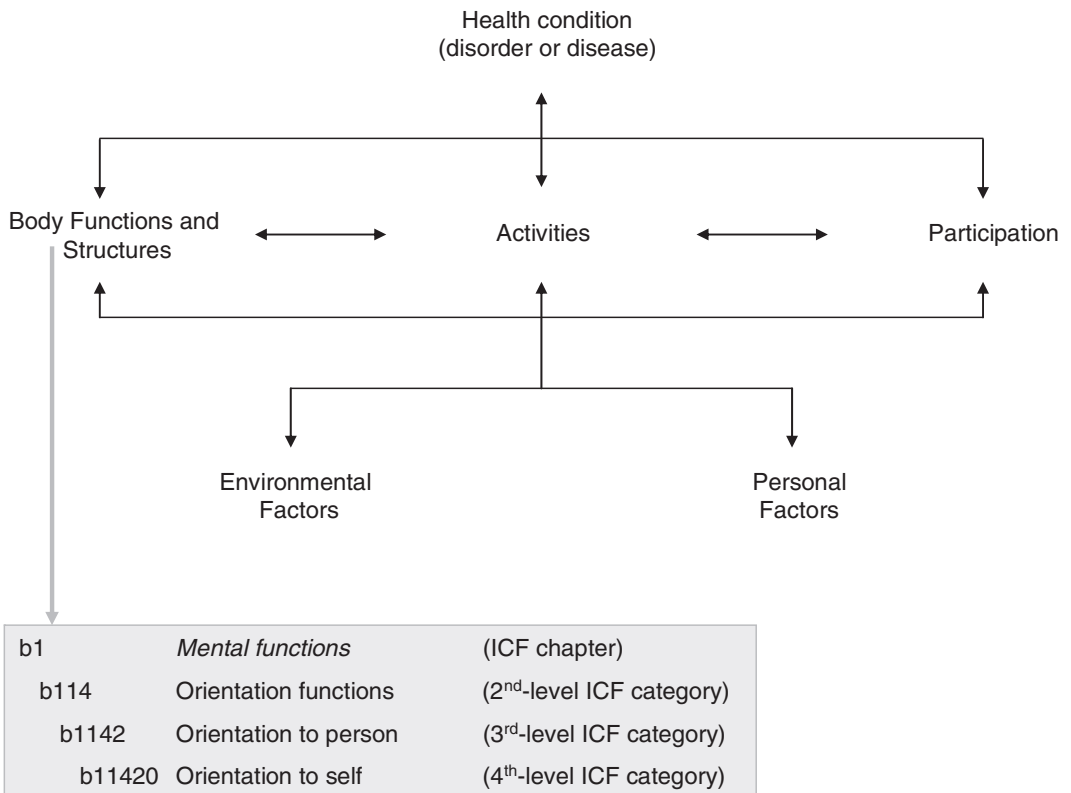 Health condition
(disorder or disease)
Body Functions and
Structures
Activities
Participation
Environmental
Factors
Personal
Factors
b1 Mental functions (ICF chapter)
b114 Orientation functions (2nd-level ICF category)
b1142 Orientation to person (3rd-level ICF category)
b11420 Orientation to self (4th-level ICF category)